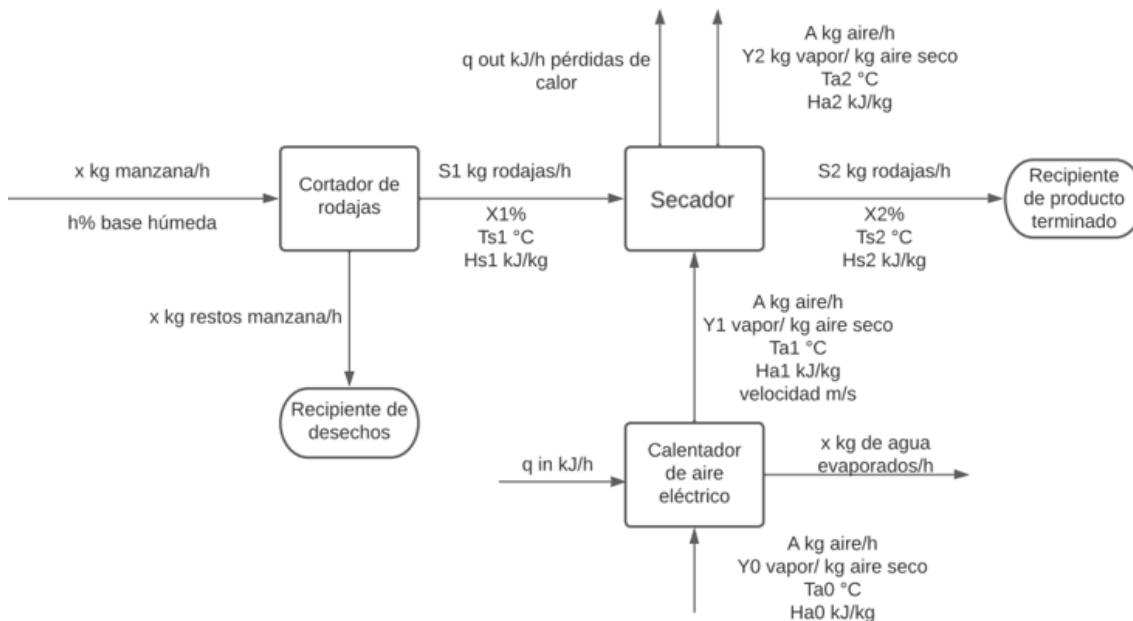 q out kJ/h pérdidas de
calor
A kg aire/h
Y2 kg vapor/ kg aire seco
Ta2 °C
Ha2 kJ/kg
x kg manzana/h
h% base húmeda
Cortador de
rodajas
S1 kg rodajas/h
X1%
Ts1 °C
Hs1 kJ/kg
Secador
S2 kg rodajas/h
X2%
Ts2 °C
Hs2 kJ/kg
Recipiente
de producto
terminado
x kg restos manzana/h
Recipiente de
desechos
A kg aire/h
Y1 vapor/ kg aire seco
Ta1 °C
Ha1 kJ/kg
velocidad m/s
q in kJ/h
Calentador
de aire
eléctrico
x kg de agua
evaporados/h
A kg aire/h
Y0 vapor/ kg aire seco
Ta0 °C
Ha0 kJ/kg